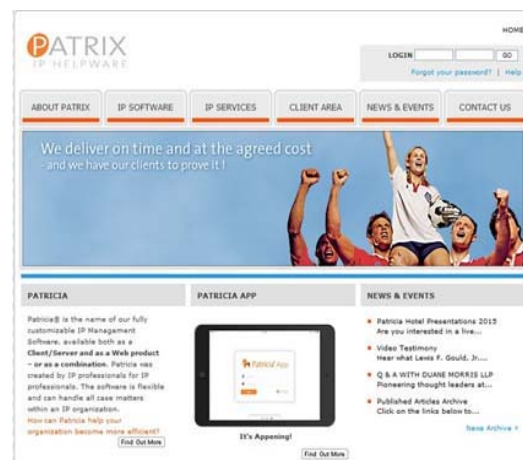 PATRIX
IP HELPWARE
HOME
LOGIN GO
Forgot your password? | Help
ABOUT PATRIX IP SOFTWARE IP SERVICES CLIENT AREA NEWS & EVENTS CONTACT US
We deliver on time and at the agreed cost
- and we have our clients to prove it !
PATRICIA
Patricia® is the name of our fully
customizable IP Management
Software, available both as a
Client/Server and as a Web product
– or as a combination. Patricia was
created by IP professionals for IP
professionals. The software is flexible
and can handle all case matters
within an IP organization.
How can Patricia help your
organization become more efficient?
Find Out More
PATRICIA APP
Patricia App
It's Appening!
Find Out More
NEWS & EVENTS
Patricia Hotel Presentations 2015
Are you interested in a live...
Video Testimony
Hear what Lewis F. Gould, Jr....
Q & A WITH DUANE MORRIS LLP
Pioneering thought leaders at...
Published Articles Archive
Click on the links below to...
News Archive »